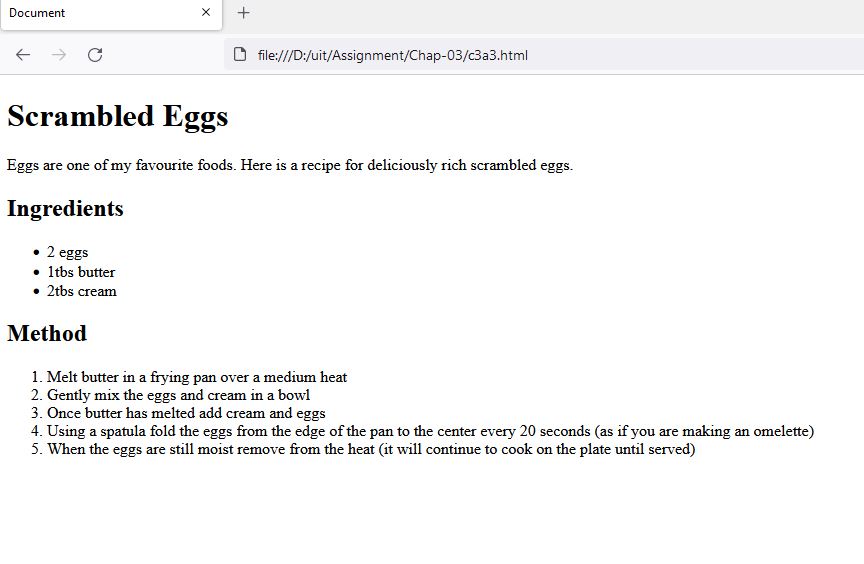 Document
file:///D:/uit/Assignment/Chap-03/c3a3.html
Scrambled Eggs
Eggs are one of my favourite foods. Here is a recipe for deliciously rich scrambled eggs.
Ingredients
• 2 eggs
• 1tbs butter
• 2tbs cream
Method
1. Melt butter in a frying pan over a medium heat
2. Gently mix the eggs and cream in a bowl
3. Once butter has melted add cream and eggs
4. Using a spatula fold the eggs from the edge of the pan to the center every 20 seconds (as if you are making an omelette)
5. When the eggs are still moist remove from the heat (it will continue to cook on the plate until served)